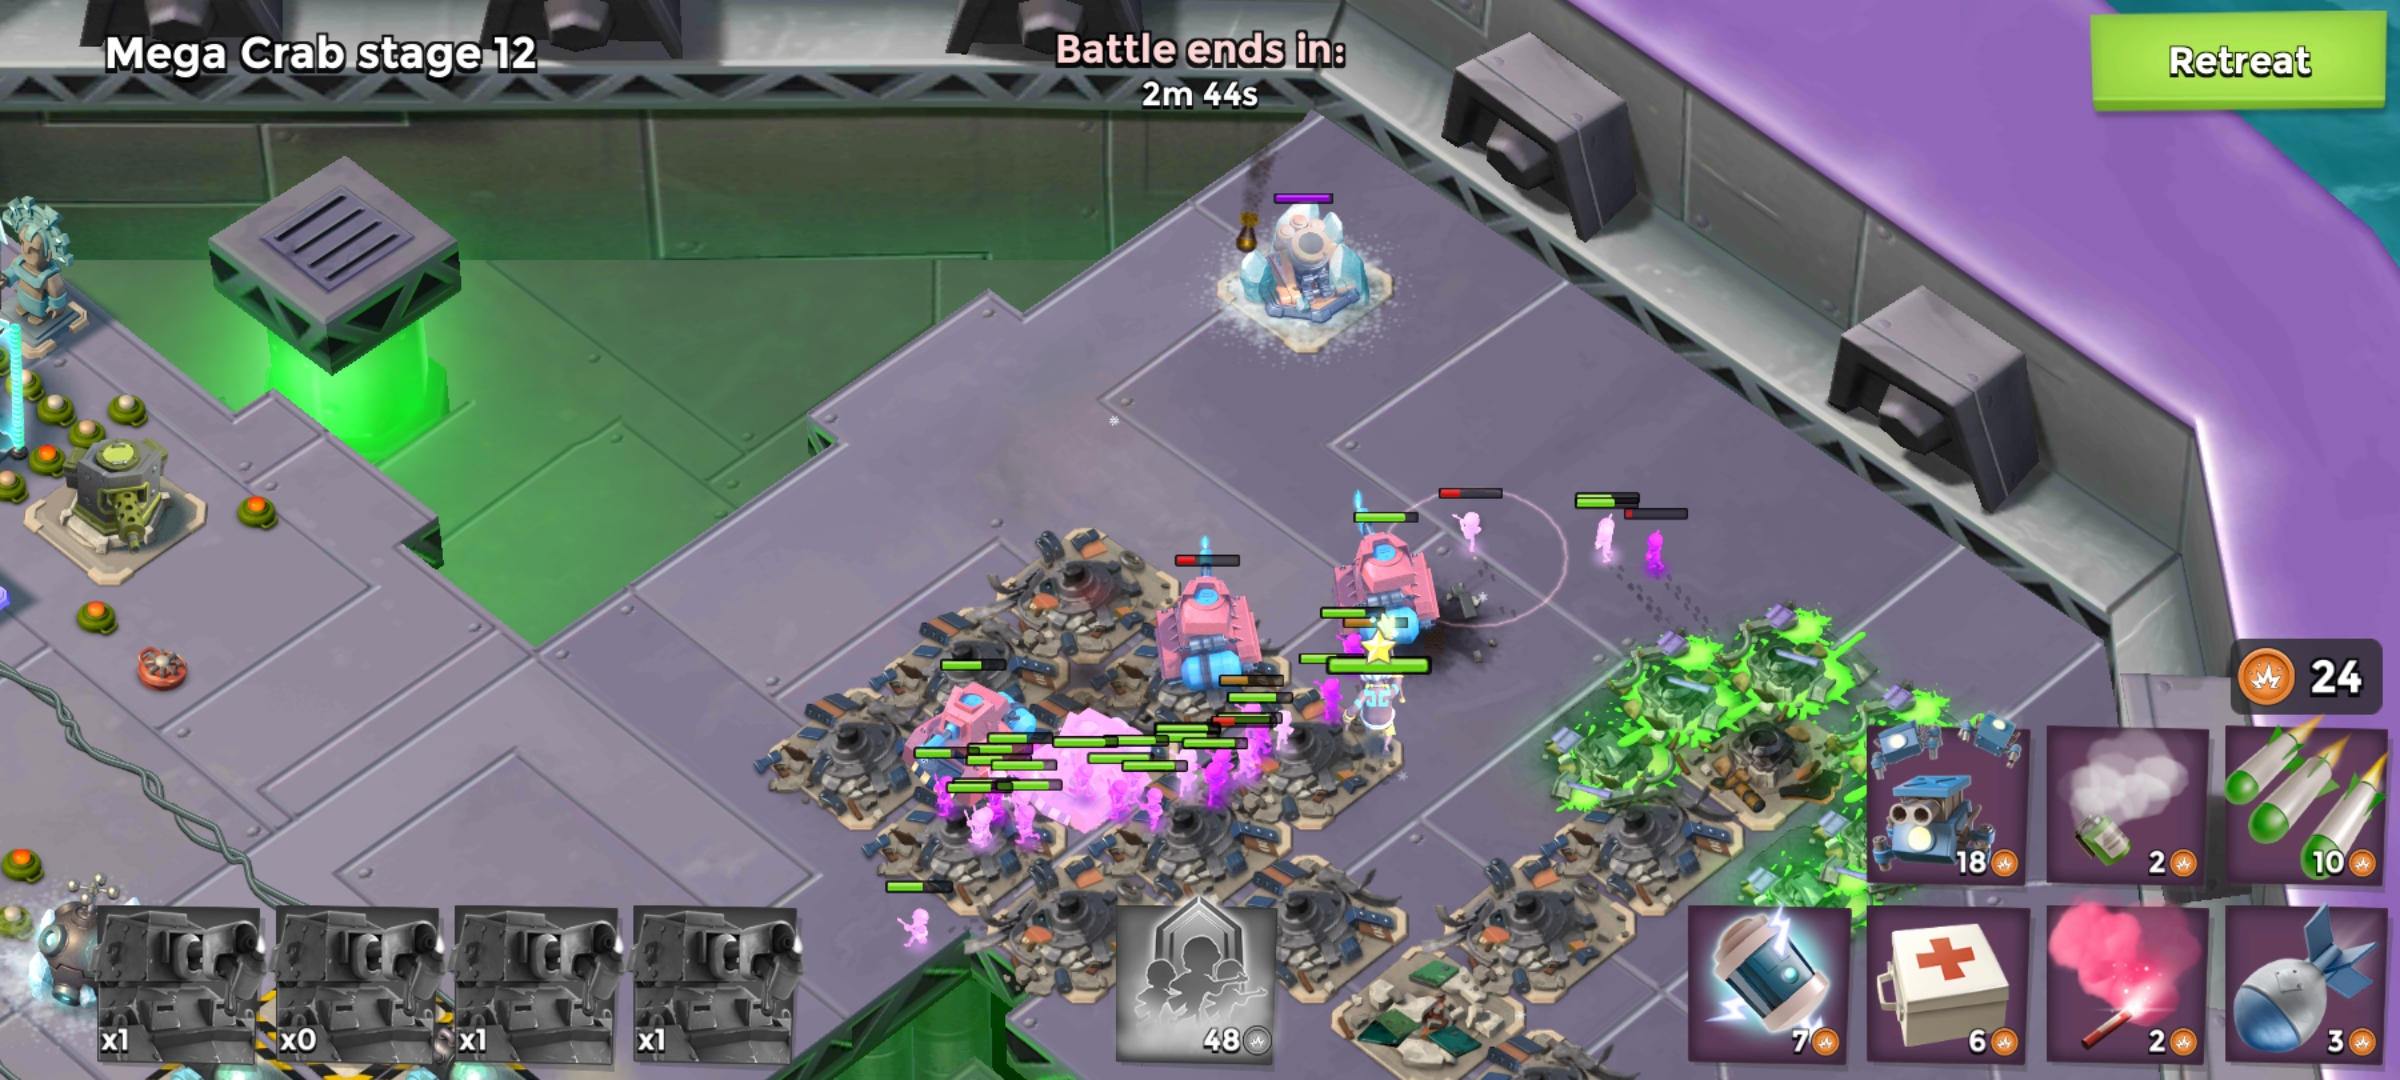 Mega Crab stage 12
Battle ends in:
2m 44s
Retreat
24
18
2
10
x1
x0
x1
x1
48
7
6
2
3